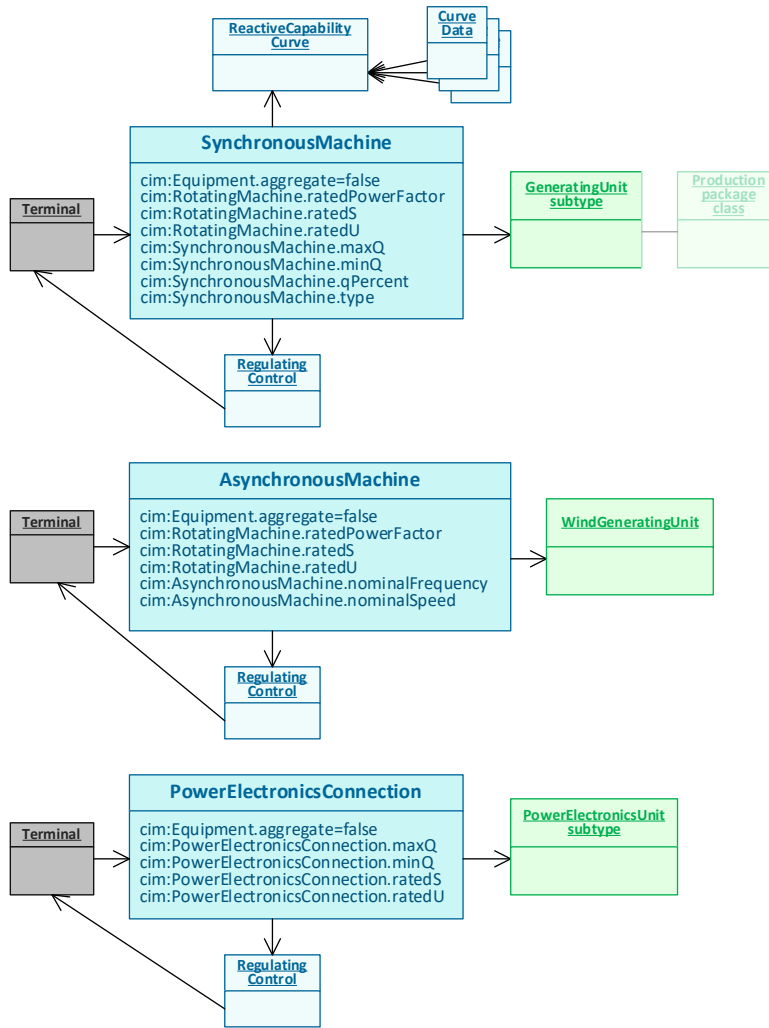 ReactiveCapability
Curve
Curve
Data
SynchronousMachine
cim:Equipment.aggregate=false
cim:RotatingMachine.ratedPowerFactor
cim:RotatingMachine.ratedS
cim:RotatingMachine.ratedU
cim:SynchronousMachine.maxQ
cim:SynchronousMachine.minQ
cim:SynchronousMachine.qPercent
cim:SynchronousMachine.type
Terminal
GeneratingUnit
subtype
Production
package
class
Regulating
Control
AsynchronousMachine
cim:Equipment.aggregate=false
cim:RotatingMachine.ratedPowerFactor
cim:RotatingMachine.ratedS
cim:RotatingMachine.ratedU
cim:AsynchronousMachine.nominalFrequency
cim:AsynchronousMachine.nominalSpeed
Terminal
WindGeneratingUnit
Regulating
Control
PowerElectronicsConnection
cim:Equipment.aggregate=false
cim:PowerElectronicsConnection.maxQ
cim:PowerElectronicsConnection.minQ
cim:PowerElectronicsConnection.ratedS
cim:PowerElectronicsConnection.ratedU
Terminal
PowerElectronicsUnit
subtype
Regulating
Control